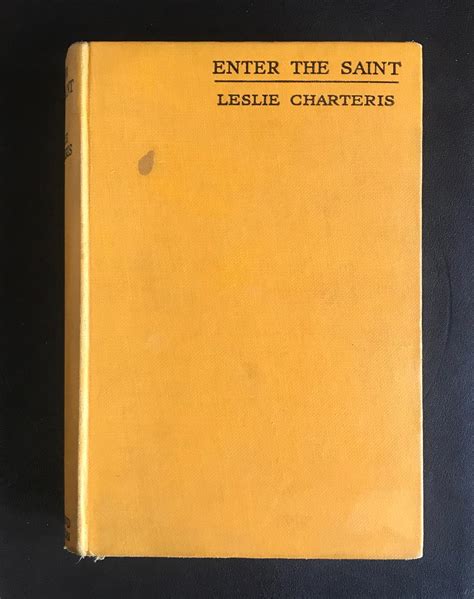 ENTER THE SAINT
LESLIE CHARTERIS